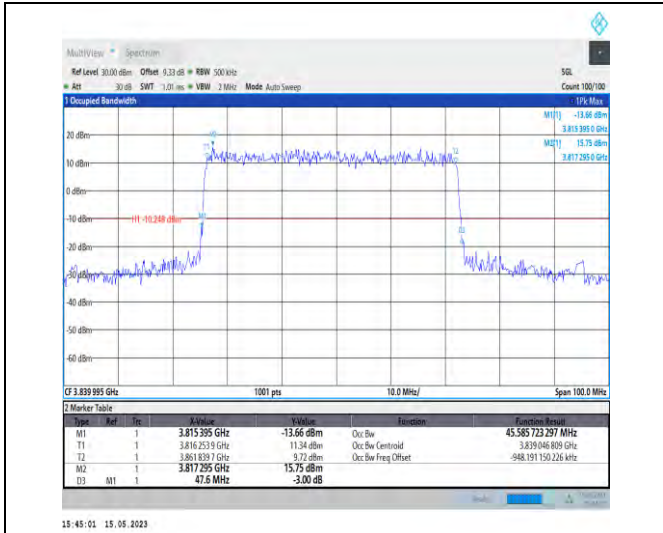 MultiView Spectrum
Ref Level 30.00 dBm Offset 9.33 dB RBW 500 kHz SGL
Att 30 dB SWT 1.01 ms VBW 2 MHz Mode Auto Sweep Count 100/100
1 Occupied Bandwidth 1Pk Max
M1[1] -13.66 dBm
3.815 395 0 GHz
M2[1] 15.75 dBm
3.817 295 0 GHz
20 dBm
10 dBm
0 dBm
-10 dBm H1 -10.248 dBm
-20 dBm
-30 dBm
-40 dBm
-50 dBm
-60 dBm
M1
T1
T2
D3
CF 3.839 995 GHz 1001 pts 10.0 MHz/ Span 100.0 MHz
2 Marker Table
Type Ref Trc X-Value Y-Value Function Function Result
M1 1 3.815 395 GHz -13.66 dBm Occ Bw 45.585 723 297 MHz
T1 1 3.816 253 9 GHz 11.34 dBm Occ Bw Centroid 3.839 046 809 GHz
T2 1 3.861 839 7 GHz 9.72 dBm Occ Bw Freq Offset -948.191 150 226 kHz
M2 1 3.817 295 GHz 15.75 dBm
D3 M1 1 47.6 MHz -3.00 dB
15:45:01 15.05.2023